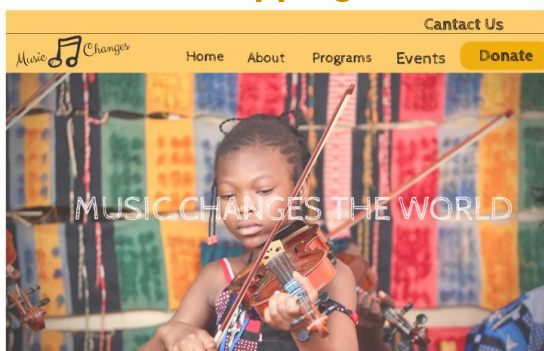 Cantact Us
Music Changes
Home About Programs Events Donate
MUSIC CHANGES THE WORLD